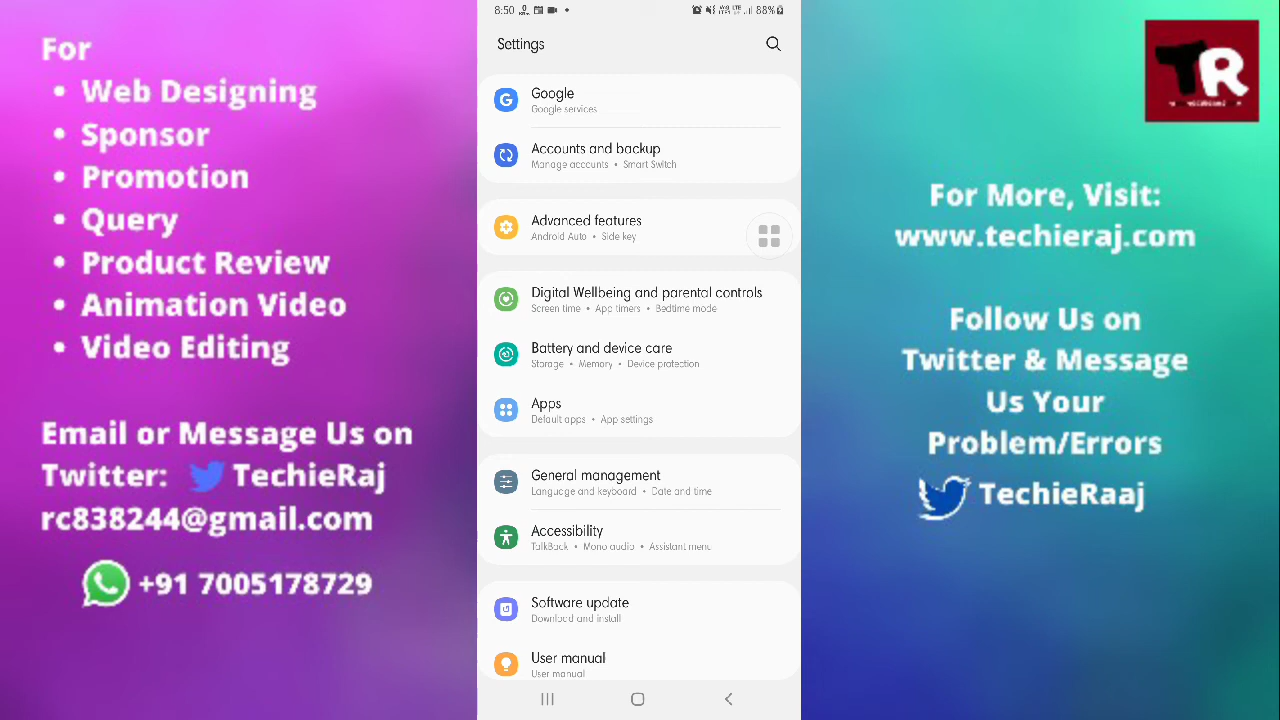 For
• Web Designing
• Sponsor
• Promotion
• Query
• Product Review
• Animation Video
• Video Editing
Email or Message Us on
Twitter: TechieRaj
rc838244@gmail.com
+91 7005178729
8:50
88%
Settings
Google
Google services
Accounts and backup
Manage accounts • Smart Switch
Advanced features
Android Auto • Side key
Digital Wellbeing and parental controls
Screen time • App timers • Bedtime mode
Battery and device care
Storage • Memory • Device protection
Apps
Default apps • App settings
General management
Language and keyboard • Date and time
Accessibility
TalkBack • Mono audio • Assistant menu
Software update
Download and install
User manual
User manual
TR
For More, Visit:
www.techieraj.com
Follow Us on
Twitter & Message
Us Your
Problem/Errors
TechieRaaj